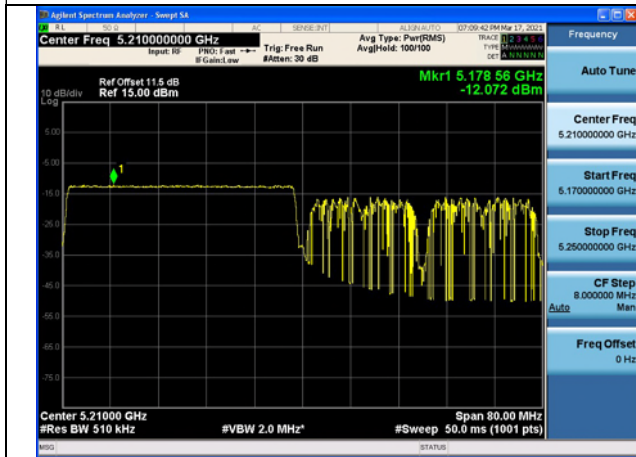 Agilent Spectrum Analyzer - Swept SA
RL 50 Ω AC SENSE:INT ALIGNAUTO 07:09:42 PM Mar 17, 2021
Center Freq 5.210000000 GHz
Input: RF PNO: Fast Trig: Free Run Avg Type: Pwr(RMS) TRACE 1 2 3 4 5 6
IFGain:Low #Atten: 30 dB Avg|Hold: 100/100 TYPE
DET A N N N N N
Frequency
Auto Tune
Center Freq
5.210000000 GHz
Start Freq
5.170000000 GHz
Stop Freq
5.250000000 GHz
CF Step
8.000000 MHz
Auto Man
Freq Offset
0 Hz
Mkr1 5.178 56 GHz
-12.072 dBm
Ref Offset 11.5 dB
10 dB/div Ref 15.00 dBm
Log
5.00
-5.00
1
-15.0
-25.0
-35.0
-45.0
-55.0
-65.0
-75.0
Center 5.21000 GHz Span 80.00 MHz
#Res BW 510 kHz #VBW 2.0 MHz* #Sweep 50.0 ms (1001 pts)
MSG STATUS